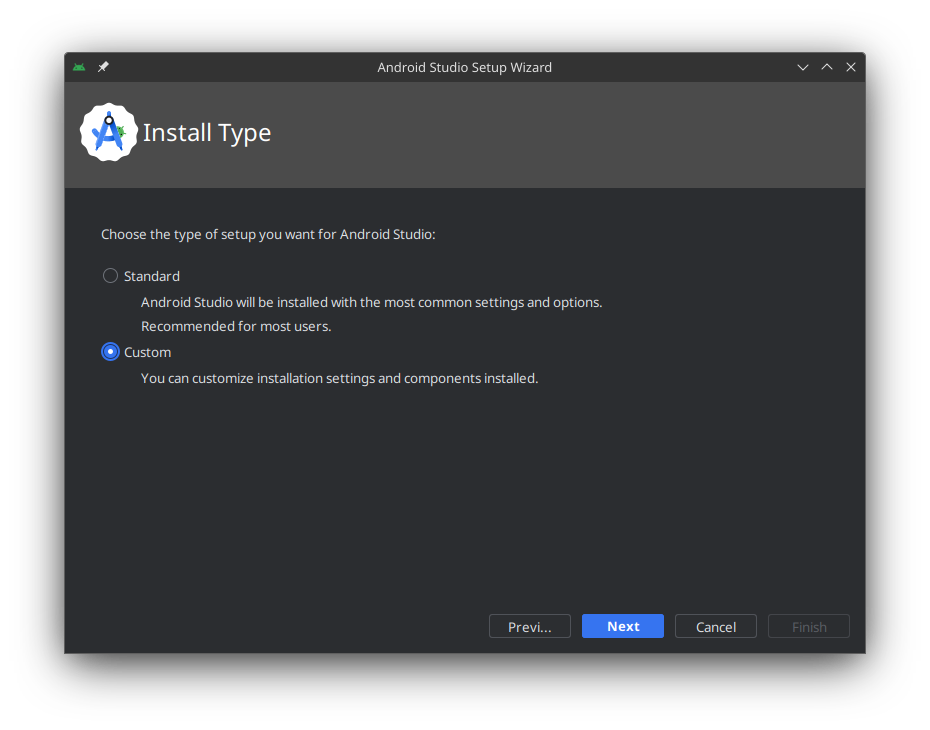 Android Studio Setup Wizard
Install Type
Choose the type of setup you want for Android Studio:
Standard
Android Studio will be installed with the most common settings and options.
Recommended for most users.
Custom
You can customize installation settings and components installed.
Previ... Next Cancel Finish